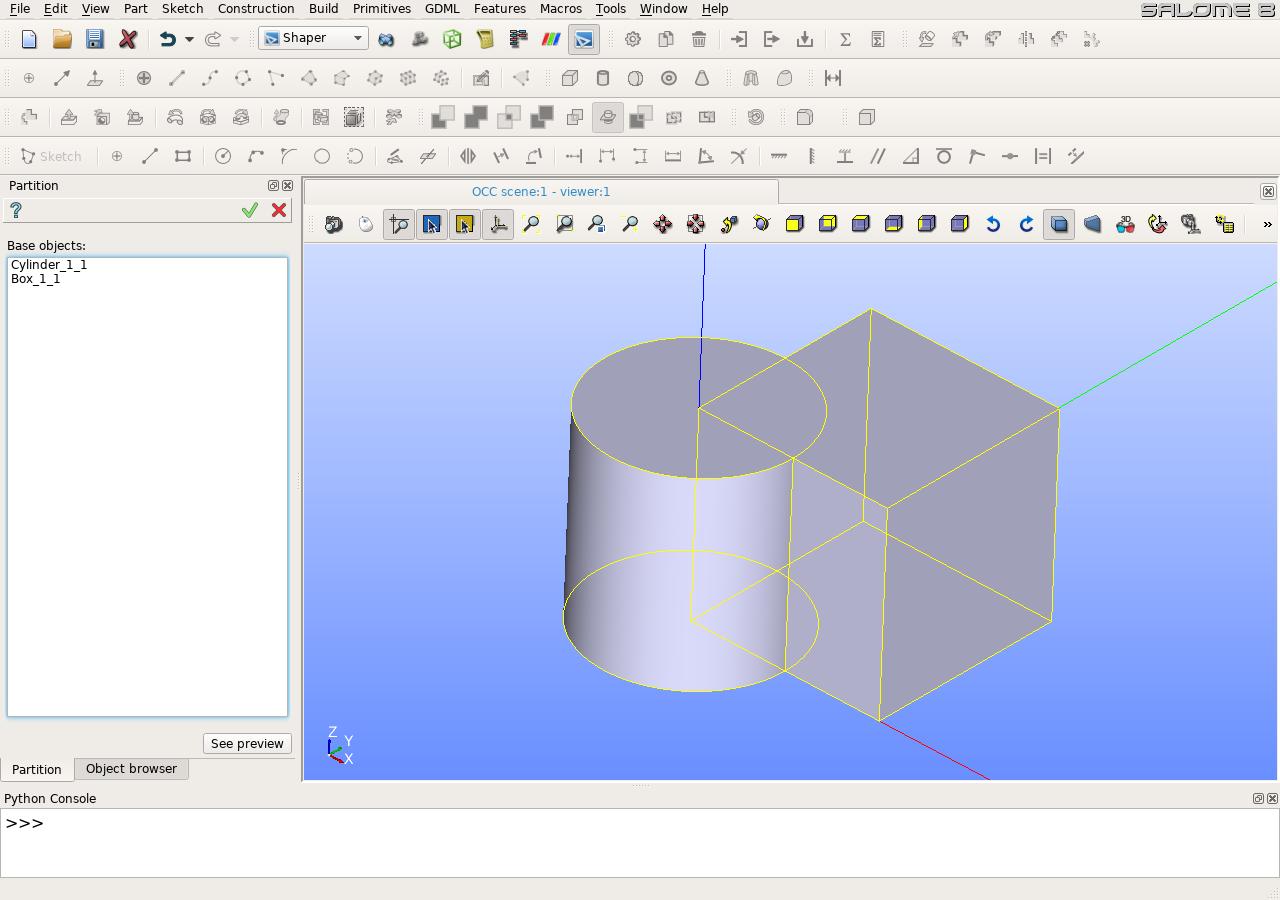 File Edit View Part Sketch Construction Build Primitives GDML Features Macros Tools Window Help
SALOME 8
Shaper
Sketch
Partition
OCC scene:1 - viewer:1
?
3D
»
Base objects:
Cylinder_1_1
Box_1_1
Z
Y
X
See preview
Partition Object browser
Python Console
>>>